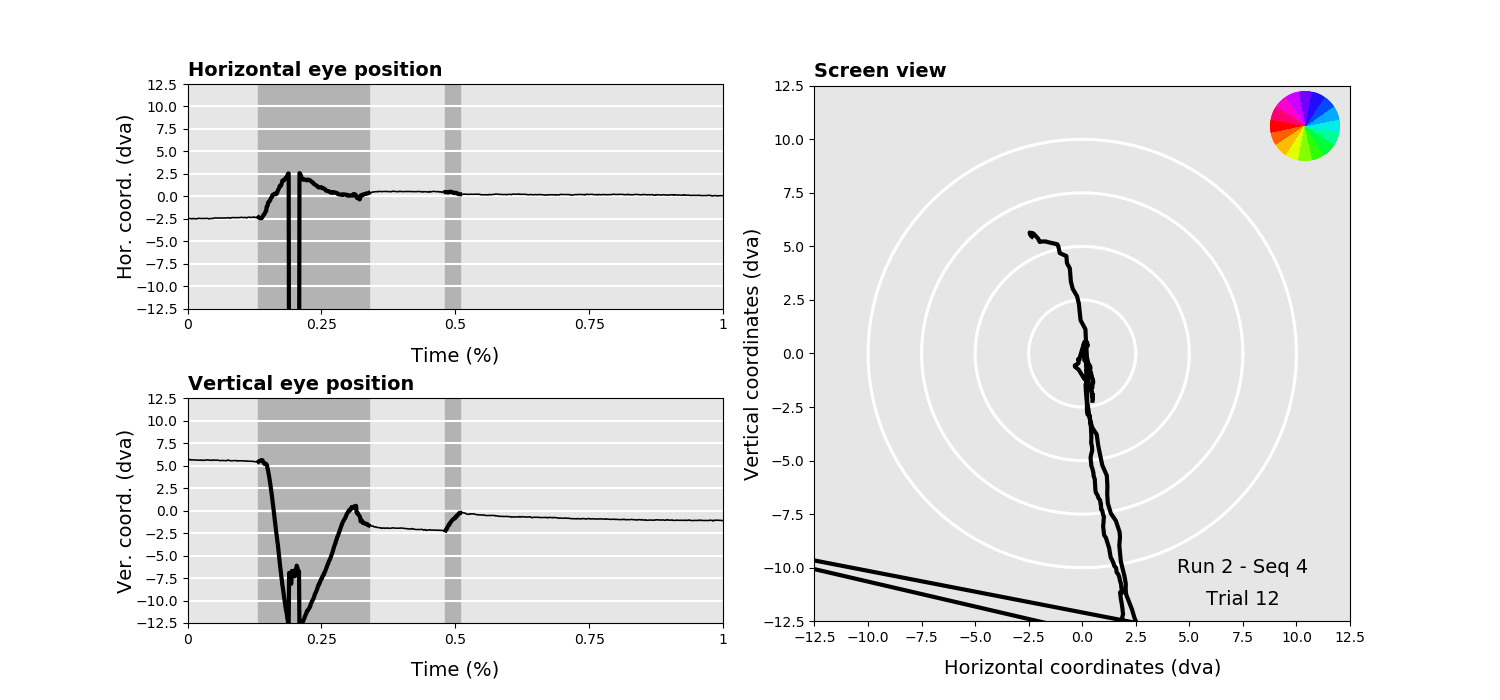 Horizontal eye position
Hor. coord. (dva)
12.5
10.0
7.5
5.0
2.5
0.0
−2.5
−5.0
−7.5
−10.0
−12.5
0 0.25 0.5 0.75 1
Time (%)
Vertical eye position
Ver. coord. (dva)
12.5
10.0
7.5
5.0
2.5
0.0
−2.5
−5.0
−7.5
−10.0
−12.5
0 0.25 0.5 0.75 1
Time (%)
Screen view
Vertical coordinates (dva)
12.5
10.0
7.5
5.0
2.5
0.0
−2.5
−5.0
−7.5
−10.0
−12.5
Run 2 - Seq 4
Trial 12
−12.5 −10.0 −7.5 −5.0 −2.5 0.0 2.5 5.0 7.5 10.0 12.5
Horizontal coordinates (dva)